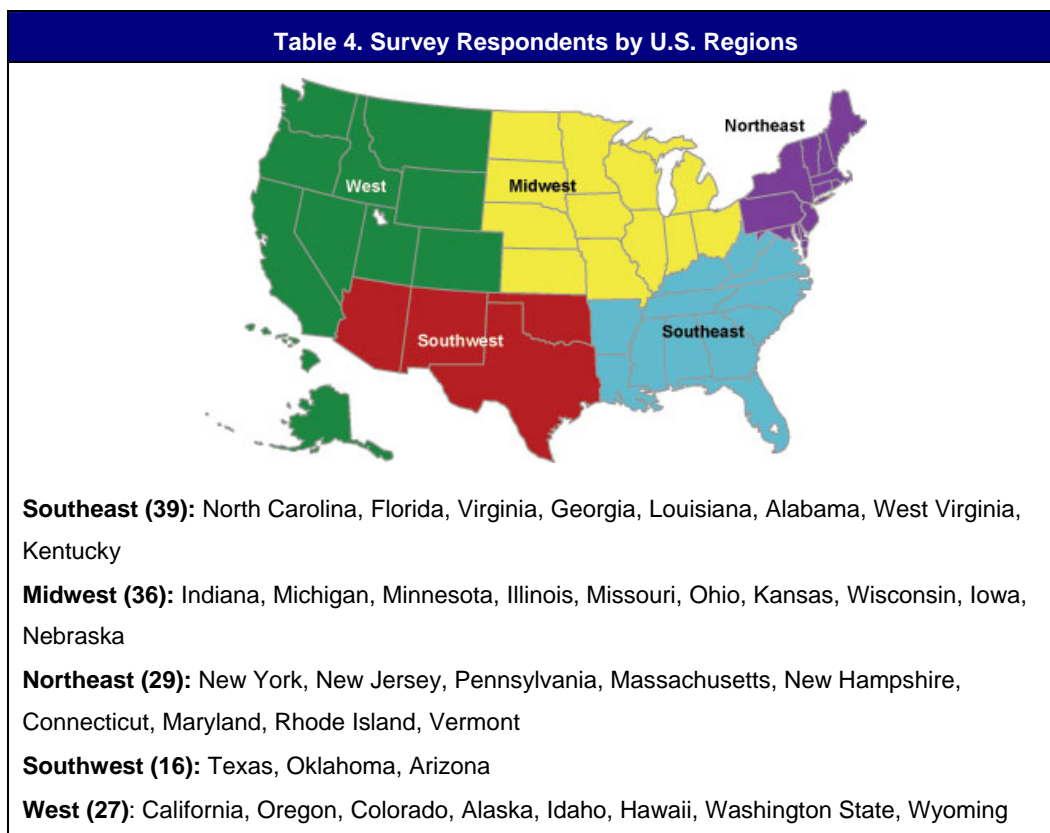 Table 4. Survey Respondents by U.S. Regions
Northeast
West
Midwest
Southeast
Southwest
Southeast (39): North Carolina, Florida, Virginia, Georgia, Louisiana, Alabama, West Virginia,
Kentucky
Midwest (36): Indiana, Michigan, Minnesota, Illinois, Missouri, Ohio, Kansas, Wisconsin, Iowa,
Nebraska
Northeast (29): New York, New Jersey, Pennsylvania, Massachusetts, New Hampshire,
Connecticut, Maryland, Rhode Island, Vermont
Southwest (16): Texas, Oklahoma, Arizona
West (27): California, Oregon, Colorado, Alaska, Idaho, Hawaii, Washington State, Wyoming